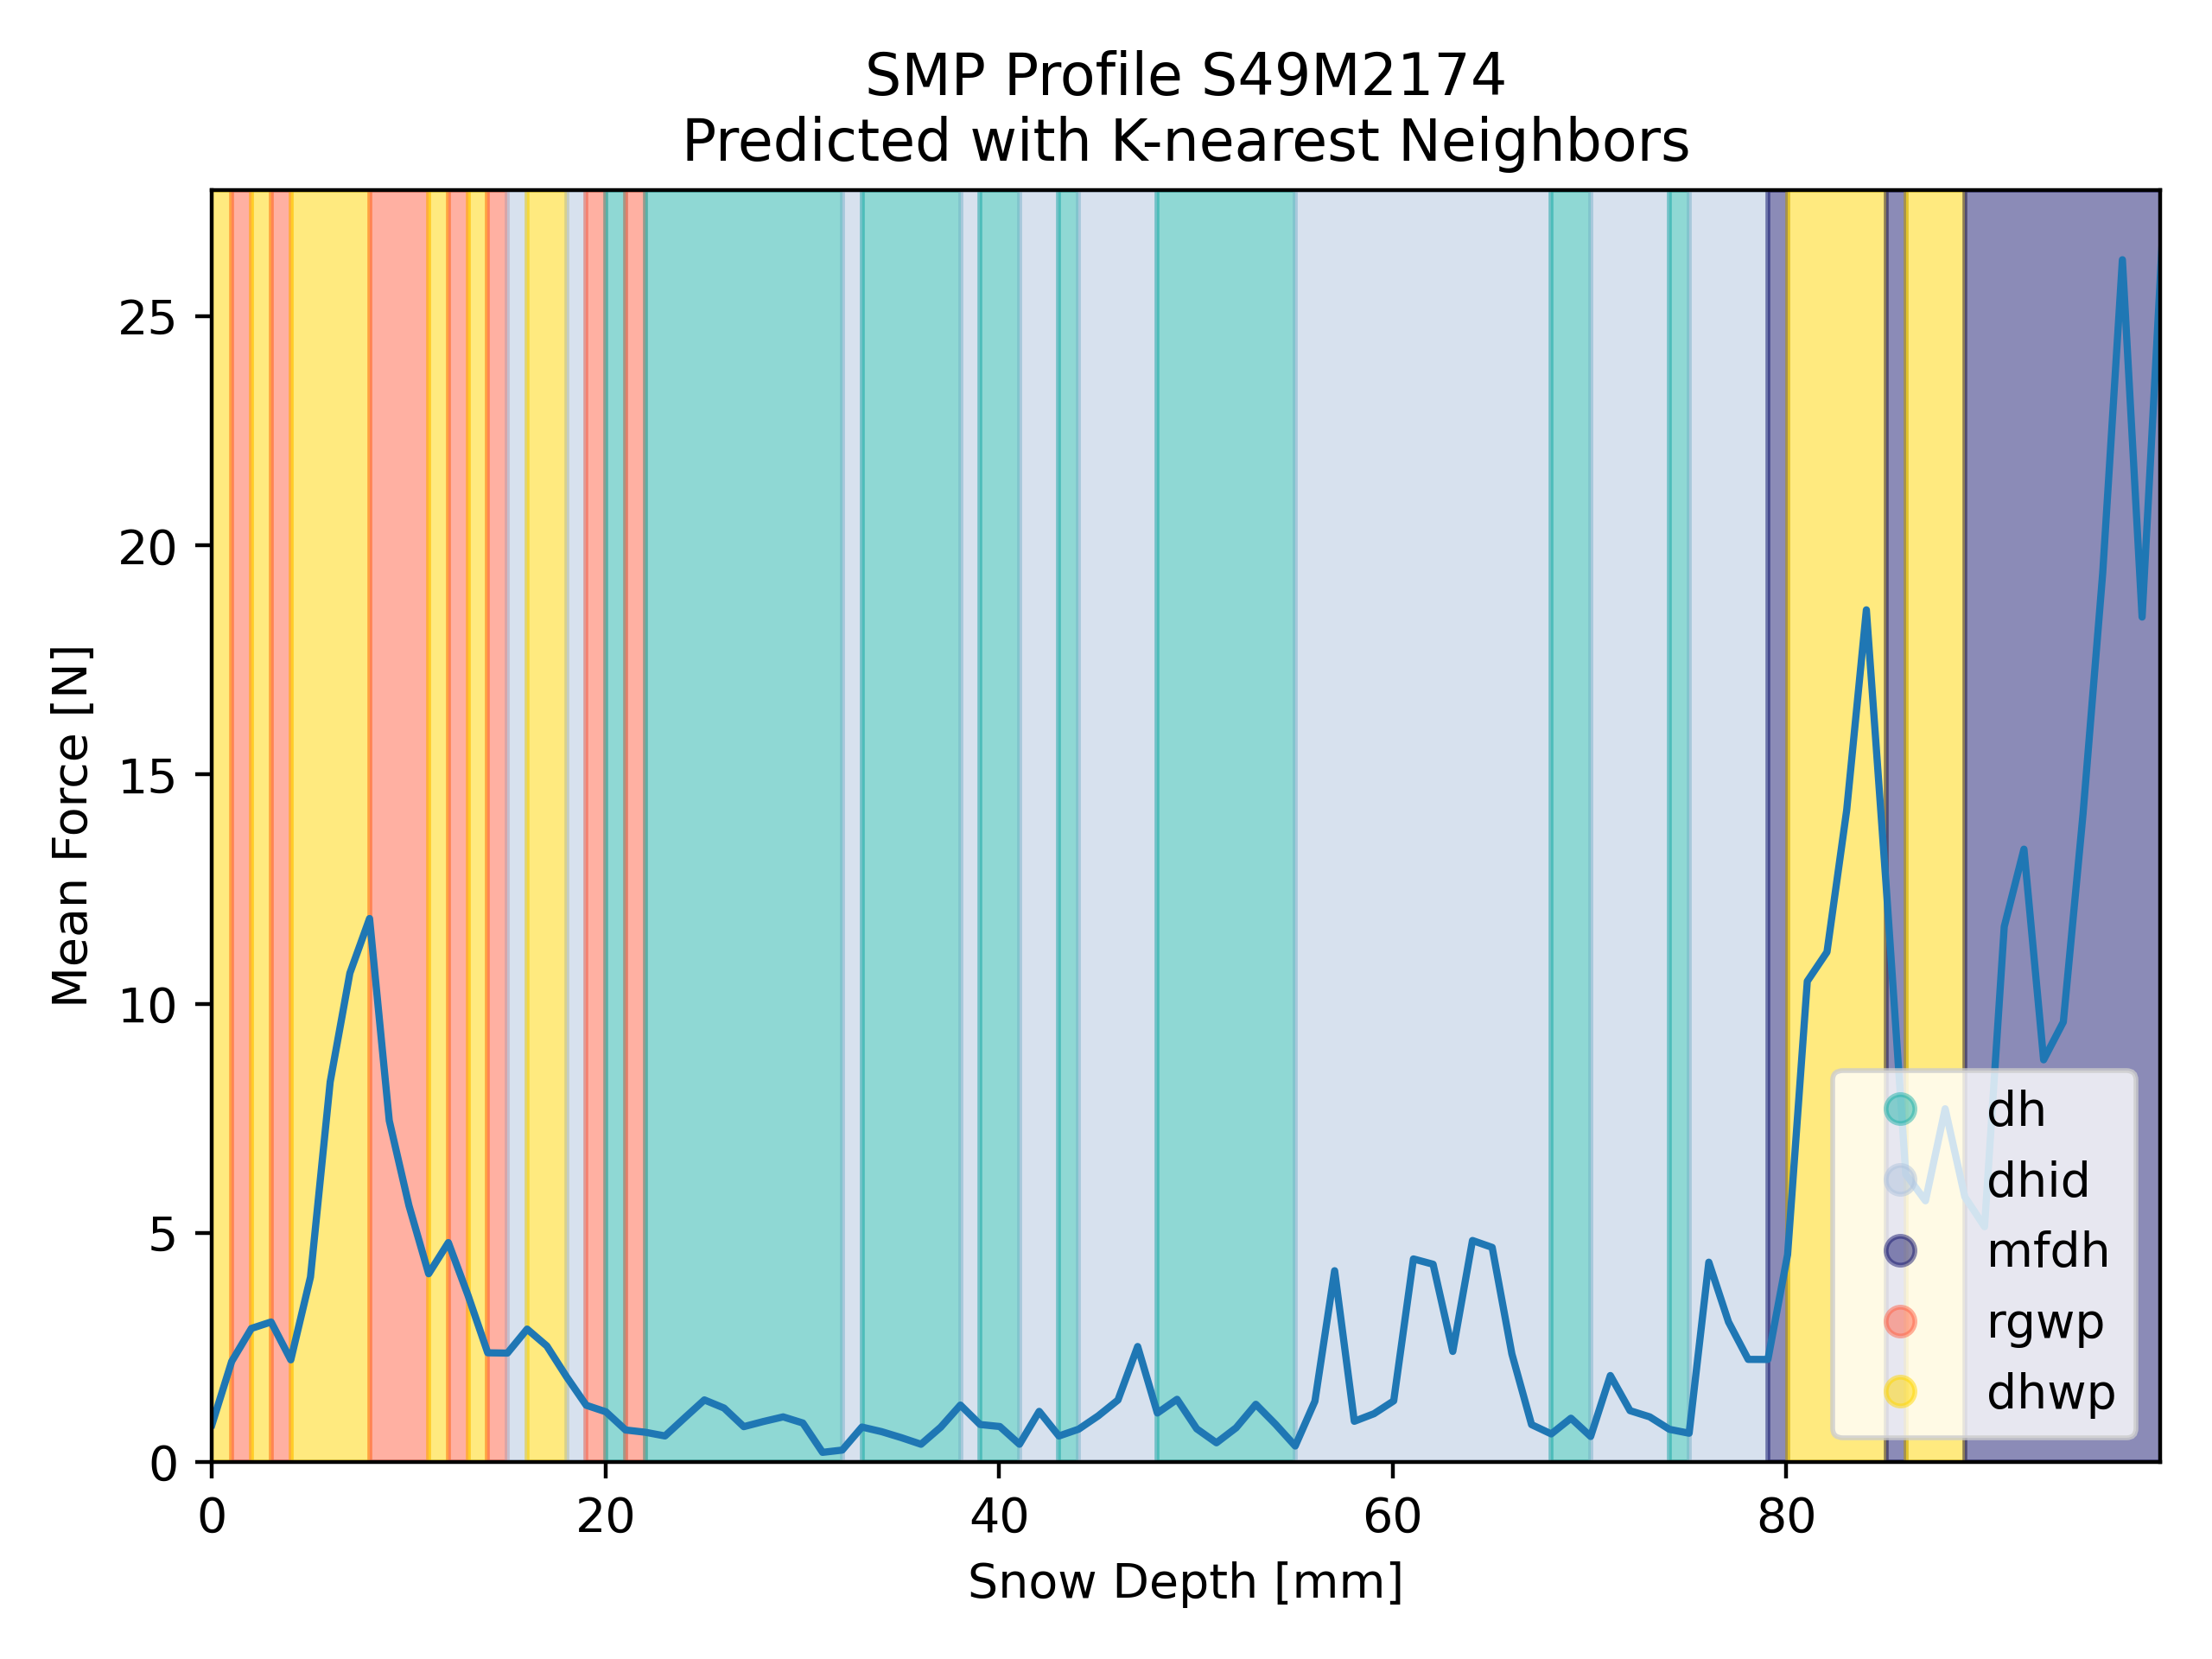 SMP Profile S49M2174
Predicted with K-nearest Neighbors
Mean Force [N]
25
20
15
10
5
0
0 20 40 60 80
Snow Depth [mm]
dh
dhid
mfdh
rgwp
dhwp